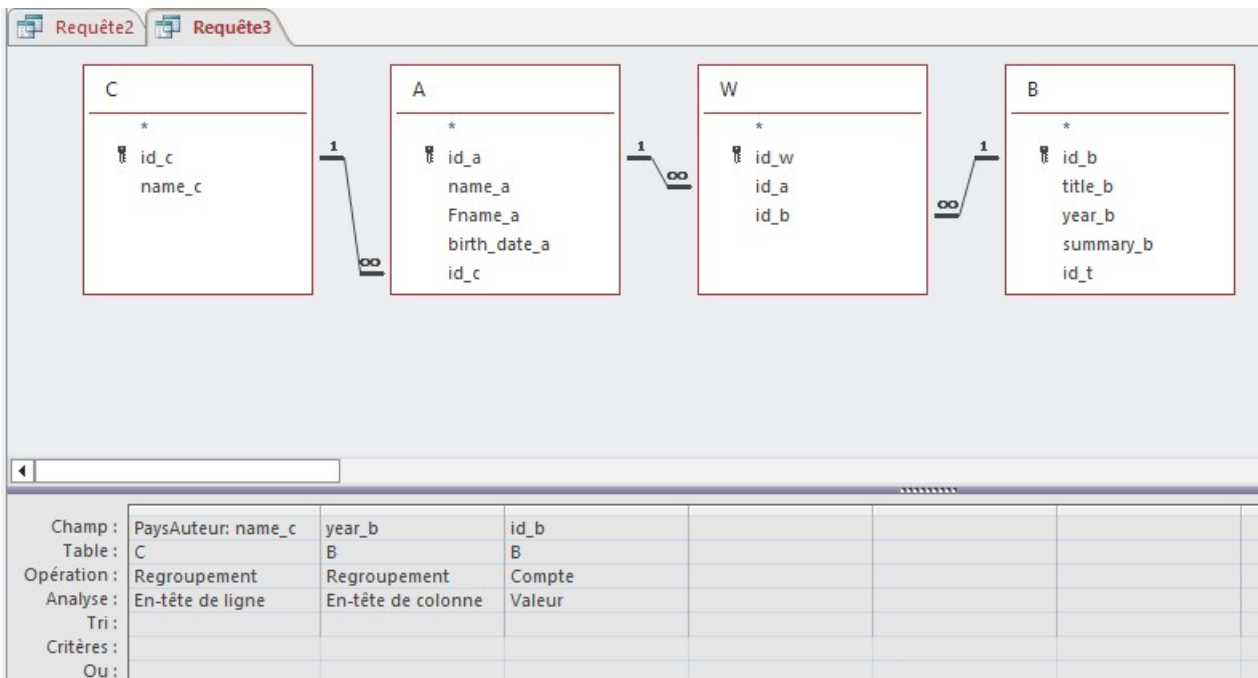 Requête2 Requête3
C A W B
* * * *
id_c 1 id_a 1 id_w 1 id_b
name_c name_a ∞ id_a title_b
Fname_a id_b ∞ year_b
birth_date_a summary_b
∞ id_c id_t
Champ : PaysAuteur: name_c year_b id_b
Table : C B B
Opération : Regroupement Regroupement Compte
Analyse : En-tête de ligne En-tête de colonne Valeur
Tri :
Critères :
Ou :